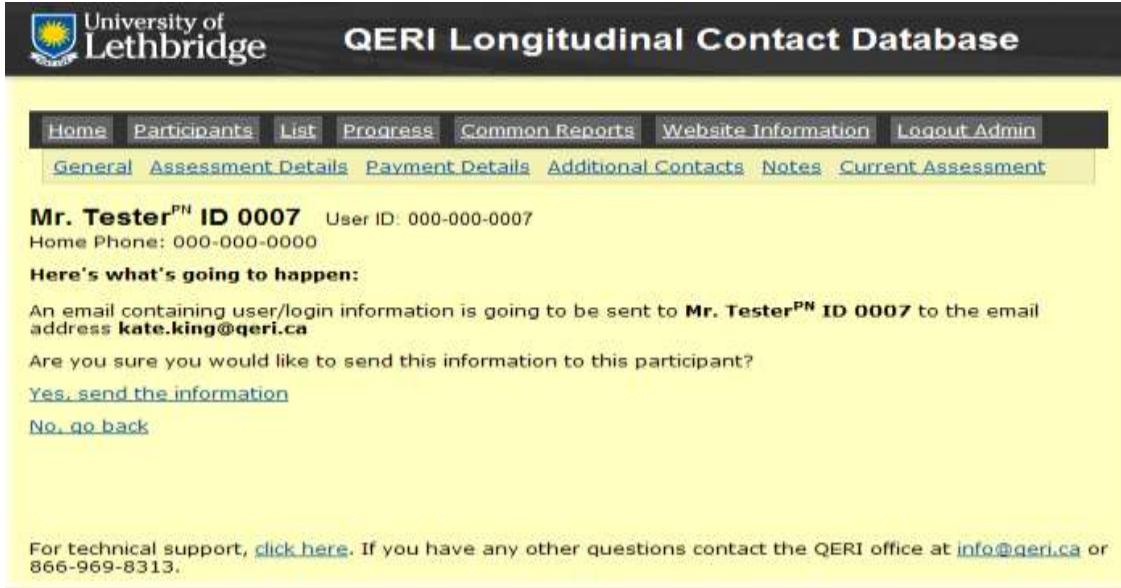 University of
Lethbridge
QERI Longitudinal Contact Database
Home Participants List Progress Common Reports Website Information Logout Admin
General Assessment Details Payment Details Additional Contacts Notes Current Assessment
Mr. Tester^PN ID 0007 User ID: 000-000-0007
Home Phone: 000-000-0000
Here's what's going to happen:
An email containing user/login information is going to be sent to Mr. Tester^PN ID 0007 to the email
address kate.king@qeri.ca
Are you sure you would like to send this information to this participant?
Yes, send the information
No, go back
For technical support, click here. If you have any other questions contact the QERI office at info@qeri.ca or
866-969-8313.